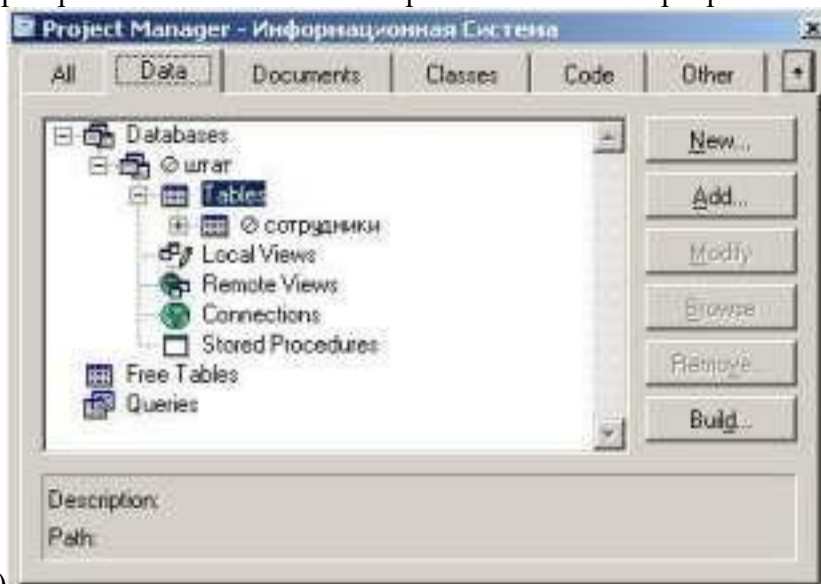 Project Manager - Информационная Система
All Data Documents Classes Code Other
Databases
штат
Tables
сотрудники
Local Views
Remote Views
Connections
Stored Procedures
Free Tables
Queries
New...
Add...
Modify
Browse
Remove...
Build...
Description:
Path:
)